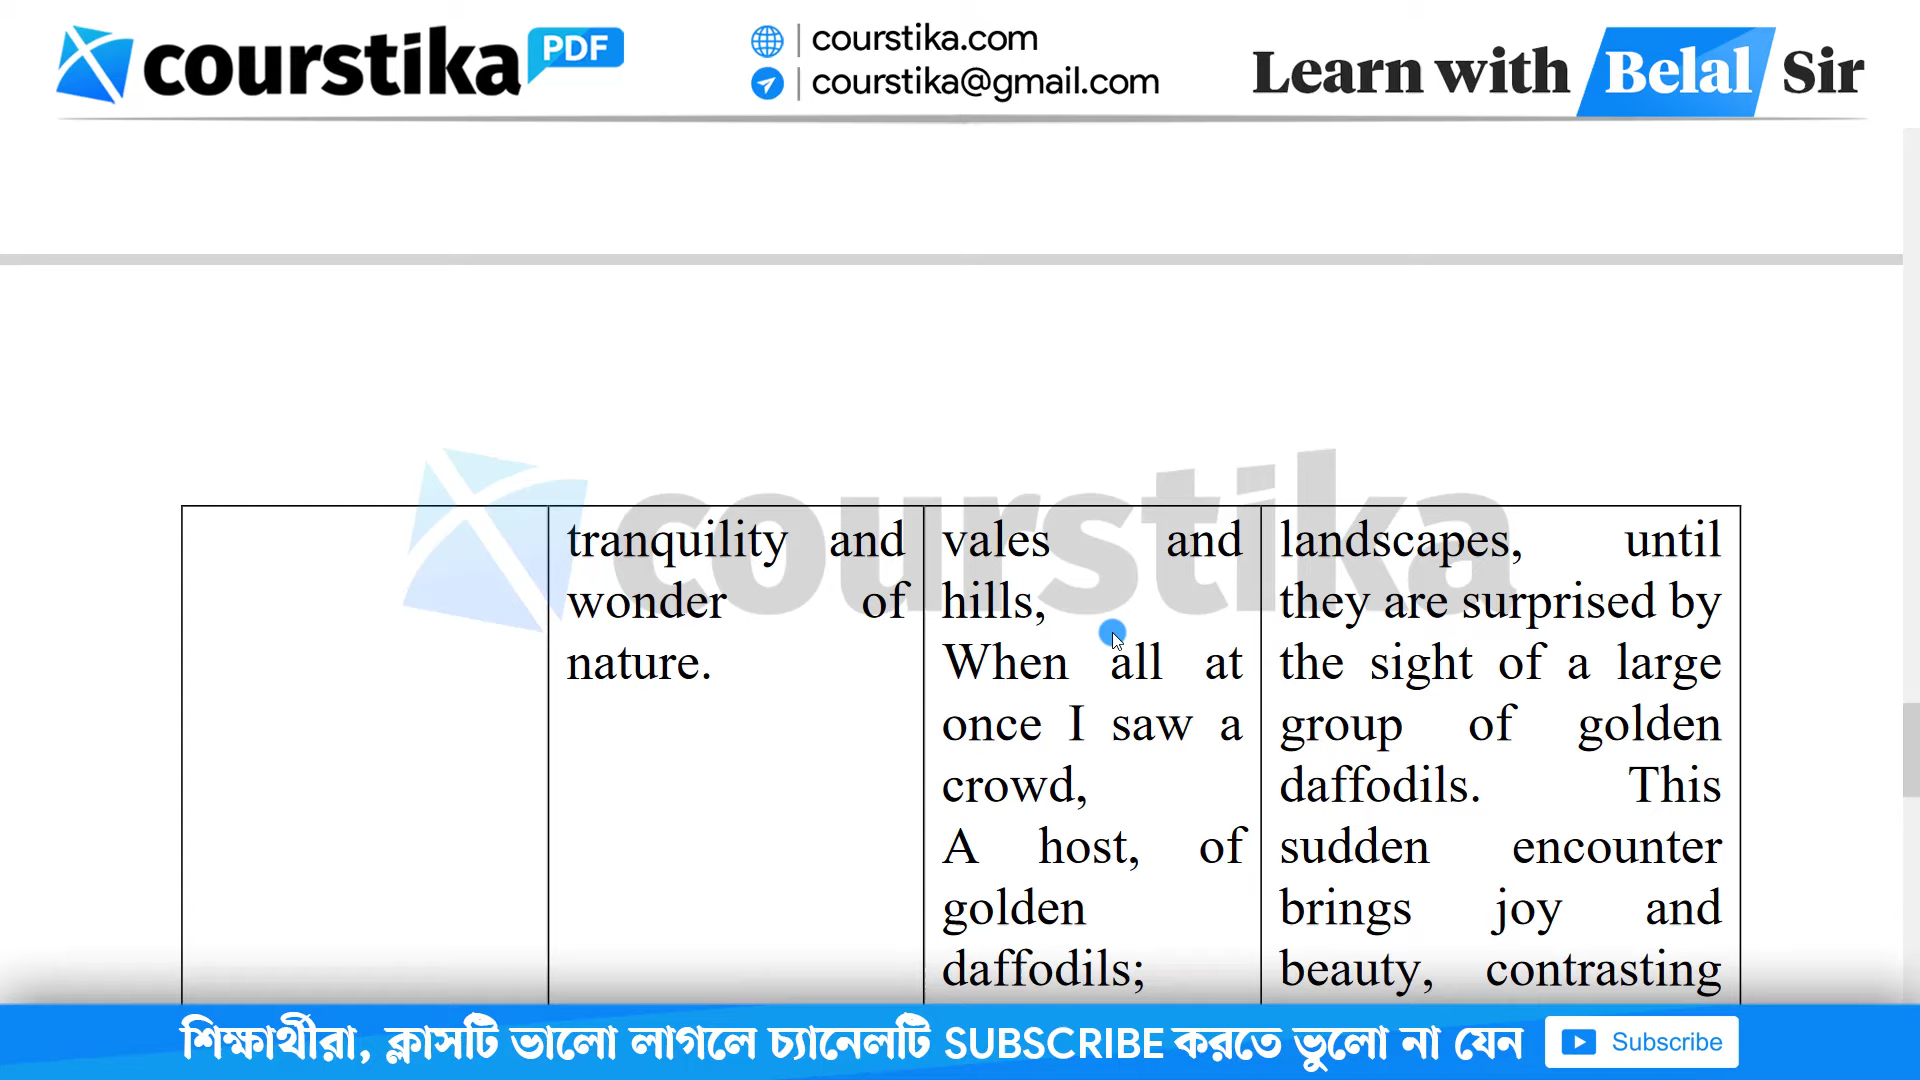 courstika PDF
courstika.com
courstika@gmail.com
Learn with Belal Sir
courstika
tranquility and
wonder of
nature.
vales and
hills,
When all at
once I saw a
crowd,
A host, of
golden
daffodils;
landscapes, until
they are surprised by
the sight of a large
group of golden
daffodils. This
sudden encounter
brings joy and
beauty, contrasting
শিক্ষার্থীরা, ক্লাসটি ভালো লাগলে চ্যানেলটি SUBSCRIBE করতে ভুলো না যেন
Subscribe